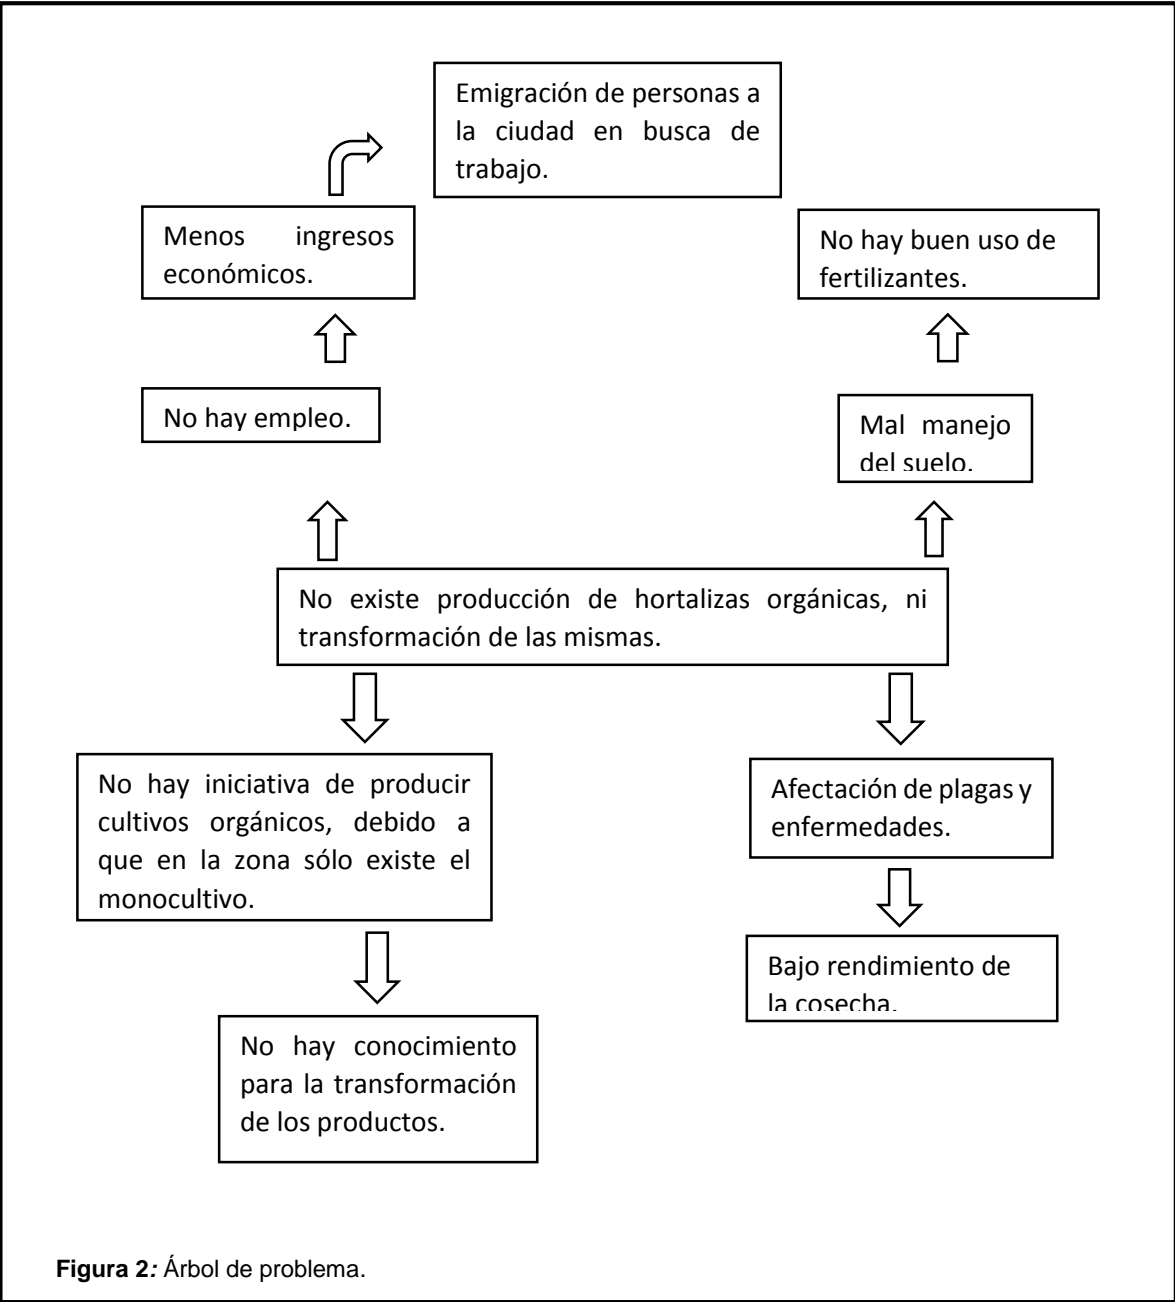 Emigración de personas a
la ciudad en busca de
trabajo.
Menos ingresos
económicos.
No hay buen uso de
fertilizantes.
No hay empleo.
Mal manejo
del suelo.
No existe producción de hortalizas orgánicas, ni
transformación de las mismas.
No hay iniciativa de producir
cultivos orgánicos, debido a
que en la zona sólo existe el
monocultivo.
Afectación de plagas y
enfermedades.
Bajo rendimiento de
la cosecha.
No hay conocimiento
para la transformación
de los productos.
Figura 2: Árbol de problema.